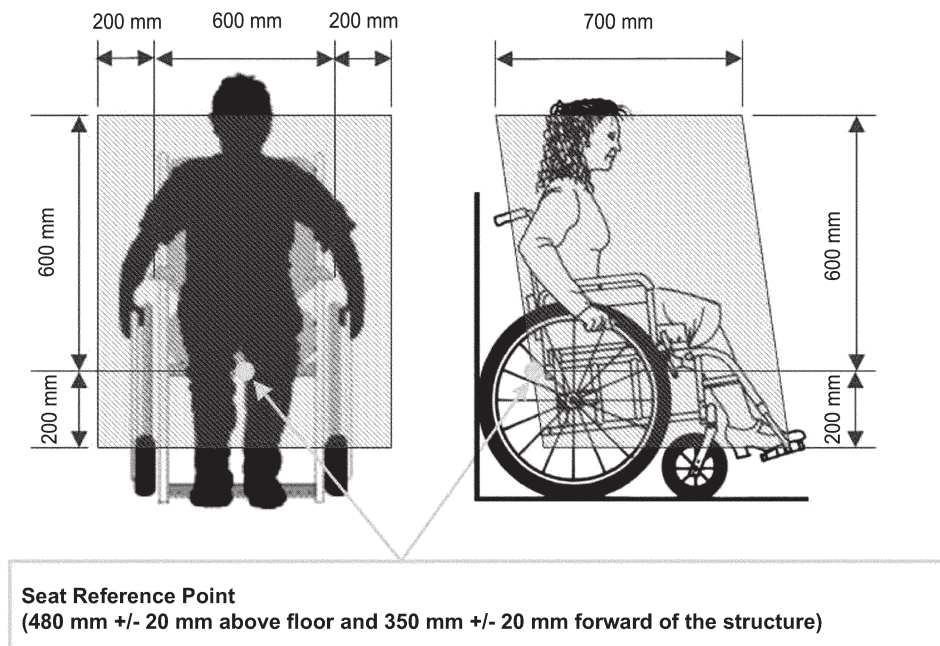 200 mm 600 mm 200 mm 700 mm
600 mm 600 mm
200 mm 200 mm
Seat Reference Point
(480 mm +/- 20 mm above floor and 350 mm +/- 20 mm forward of the structure)